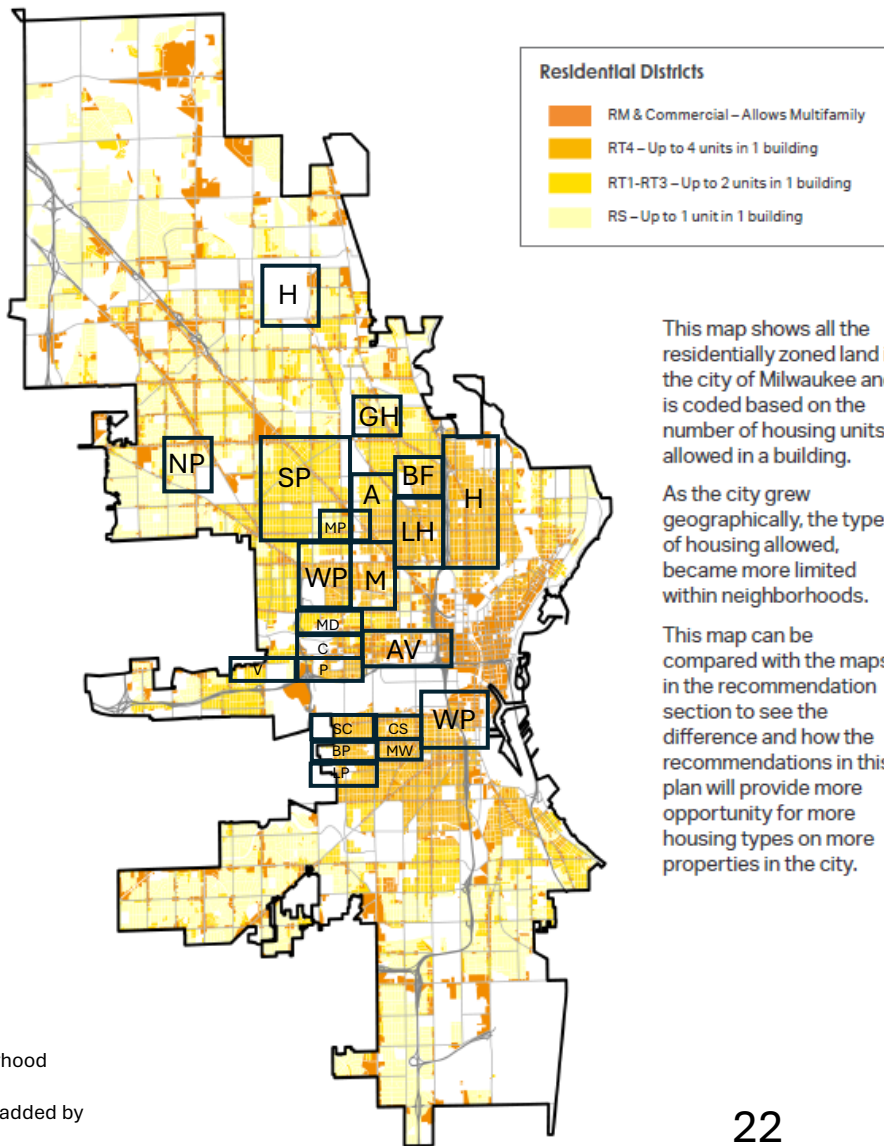 Residential Districts
RM & Commercial – Allows Multifamily
RT4 – Up to 4 units in 1 building
RT1-RT3 – Up to 2 units in 1 building
RS – Up to 1 unit in 1 building
H
This map shows all the
residentially zoned land
the city of Milwaukee an
is coded based on the
number of housing units
allowed in a building.
As the city grew
geographically, the type
of housing allowed,
became more limited
within neighborhoods.
This map can be
compared with the maps
in the recommendation
section to see the
difference and how the
recommendations in this
plan will provide more
opportunity for more
housing types on more
properties in the city.
GH
NP
SP
BF
A
H
MP
LH
WP
M
MD
C
AV
V
P
WP
SC
CS
BP
MW
LP
hood
added by
22